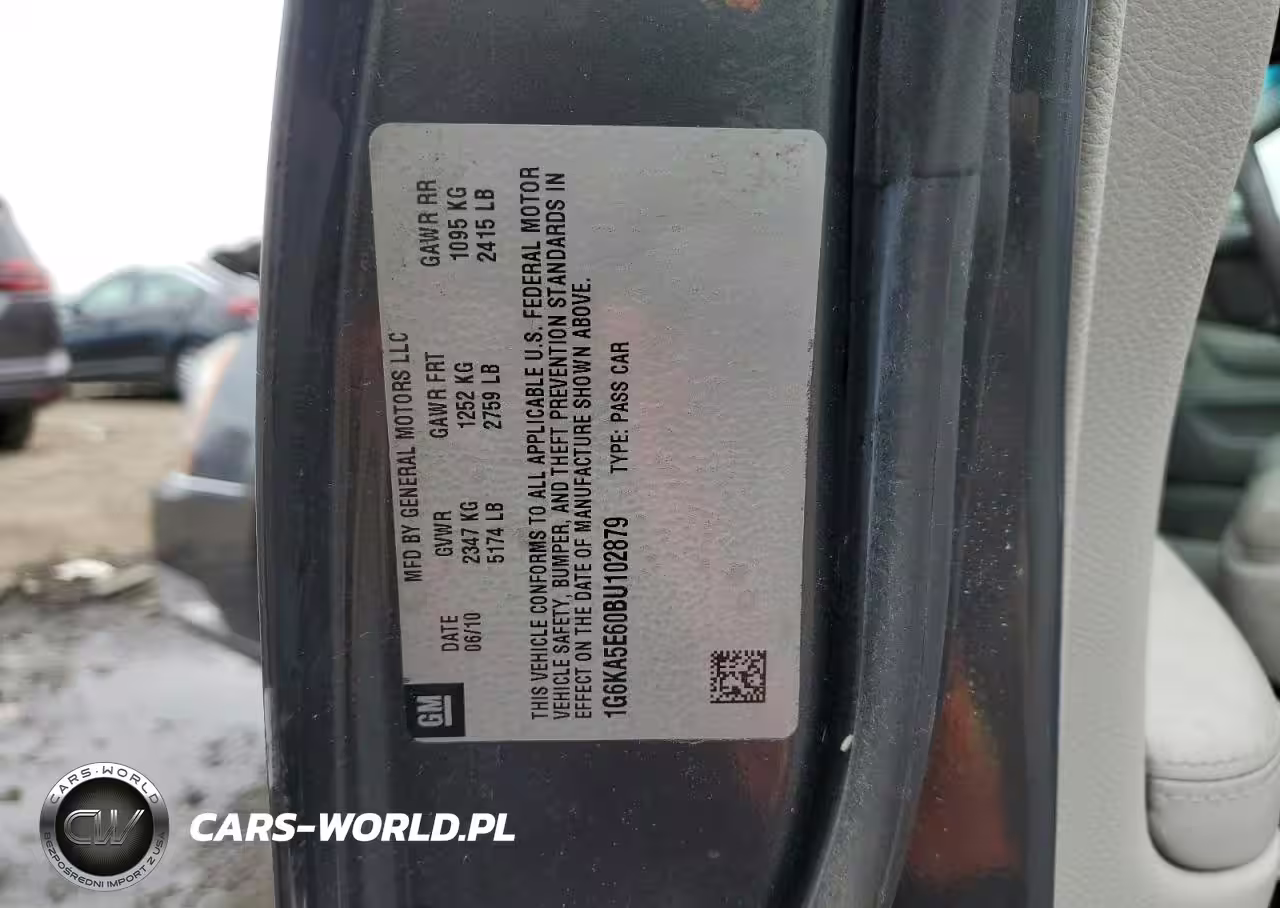 GM
MFD BY GENERAL MOTORS LLC
DATE GVWR GAWR FRT GAWR RR
06/10 2347 KG 1252 KG 1095 KG
5174 LB 2759 LB 2415 LB
THIS VEHICLE CONFORMS TO ALL APPLICABLE U.S. FEDERAL MOTOR
VEHICLE SAFETY, BUMPER, AND THEFT PREVENTION STANDARDS IN
EFFECT ON THE DATE OF MANUFACTURE SHOWN ABOVE.
1G6KA5E60BU102879 TYPE: PASS CAR
CARS-WORLD
CW
BEZPOŚREDNI IMPORT Z USA
CARS-WORLD.PL